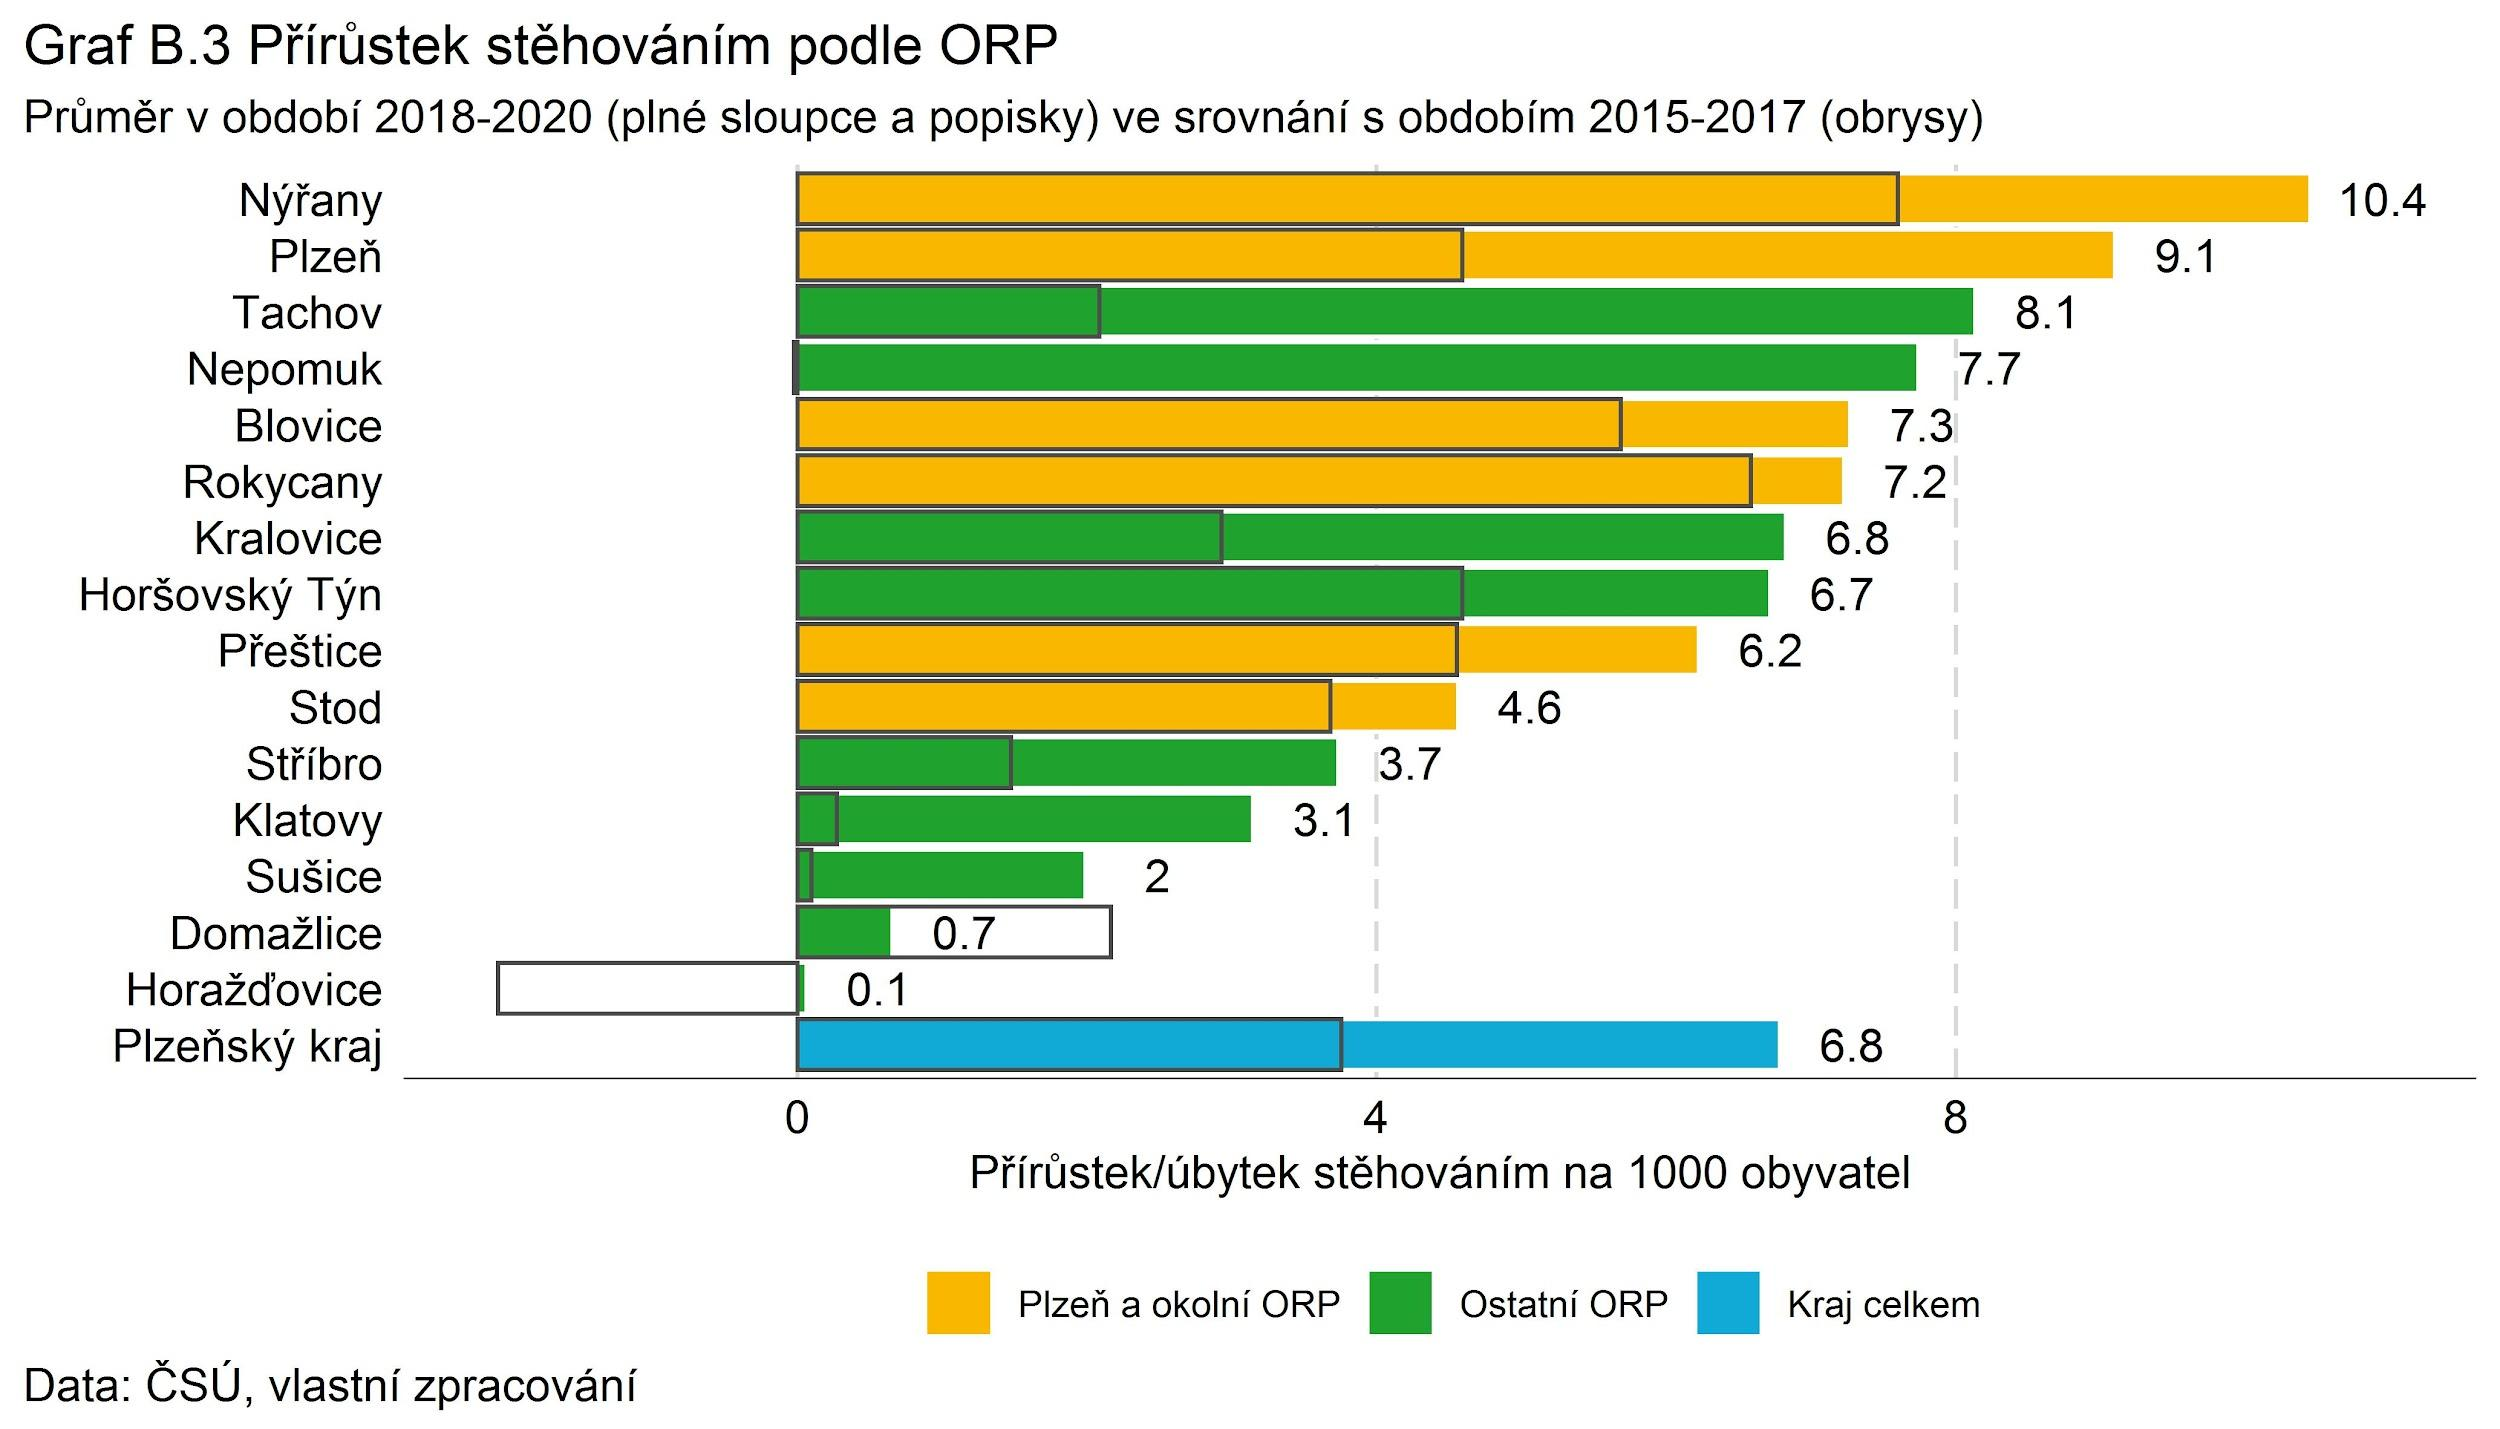 Graf B.3 Přírůstek stěhováním podle ORP
Průměr v období 2018-2020 (plné sloupce a popisky) ve srovnání s obdobím 2015-2017 (obrysy)
Nýřany 10.4
Plzeň 9.1
Tachov 8.1
Nepomuk 7.7
Blovice 7.3
Rokycany 7.2
Kralovice 6.8
Horšovský Týn 6.7
Přeštice 6.2
Stod 4.6
Stříbro 3.7
Klatovy 3.1
Sušice 2
Domažlice 0.7
Horažďovice 0.1
Plzeňský kraj 6.8
0 4 8
Přírůstek/úbytek stěhováním na 1000 obyvatel
Plzeň a okolní ORP Ostatní ORP Kraj celkem
Data: ČSÚ, vlastní zpracování